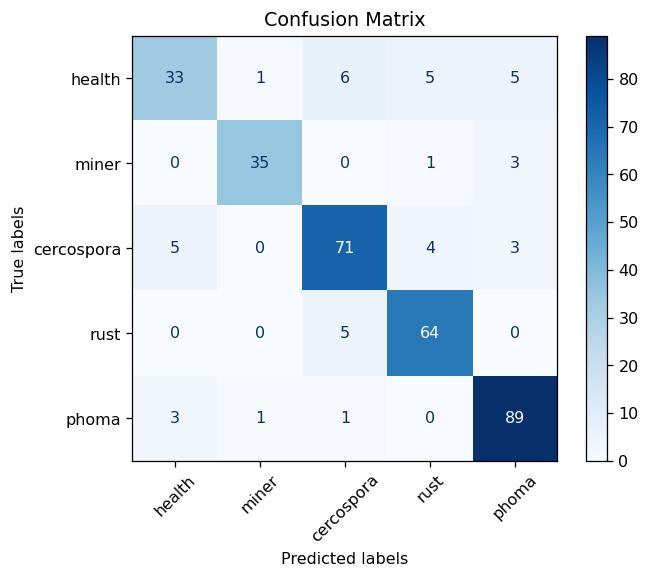 Confusion Matrix
health 33 1 6 5 5
miner 0 35 0 1 3
cercospora 5 0 71 4 3
rust 0 0 5 64 0
phoma 3 1 1 0 89
health miner cercospora rust phoma
Predicted labels
True labels
80
70
60
50
40
30
20
10
0